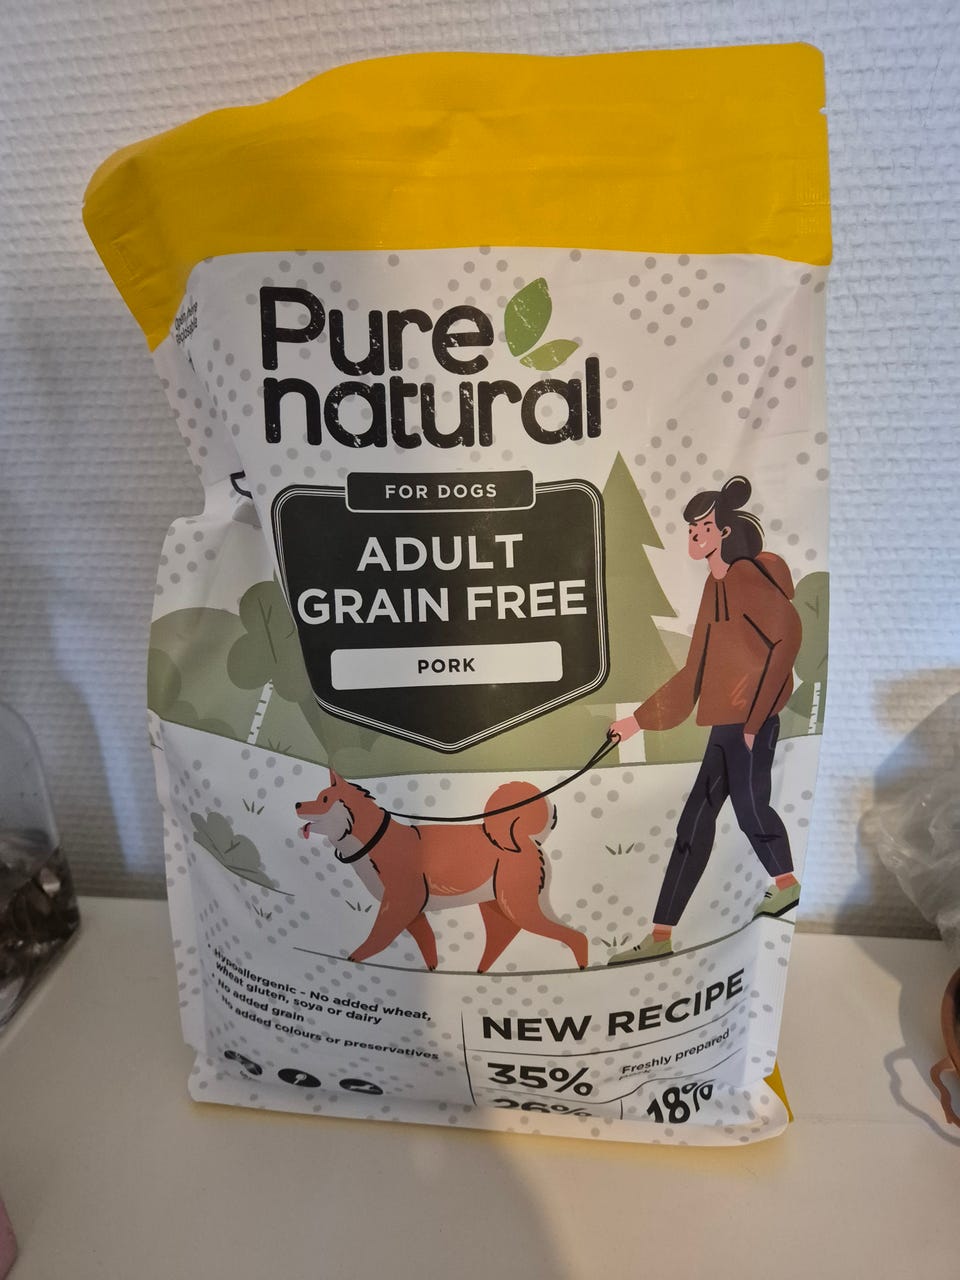 Pure
natural
FOR DOGS
ADULT
GRAIN FREE
PORK
• Hypoallergenic - No added wheat,
wheat gluten, soya or dairy
• No added grain
• No added colours or preservatives
NEW RECIPE
35% Freshly prepared
26%
18%